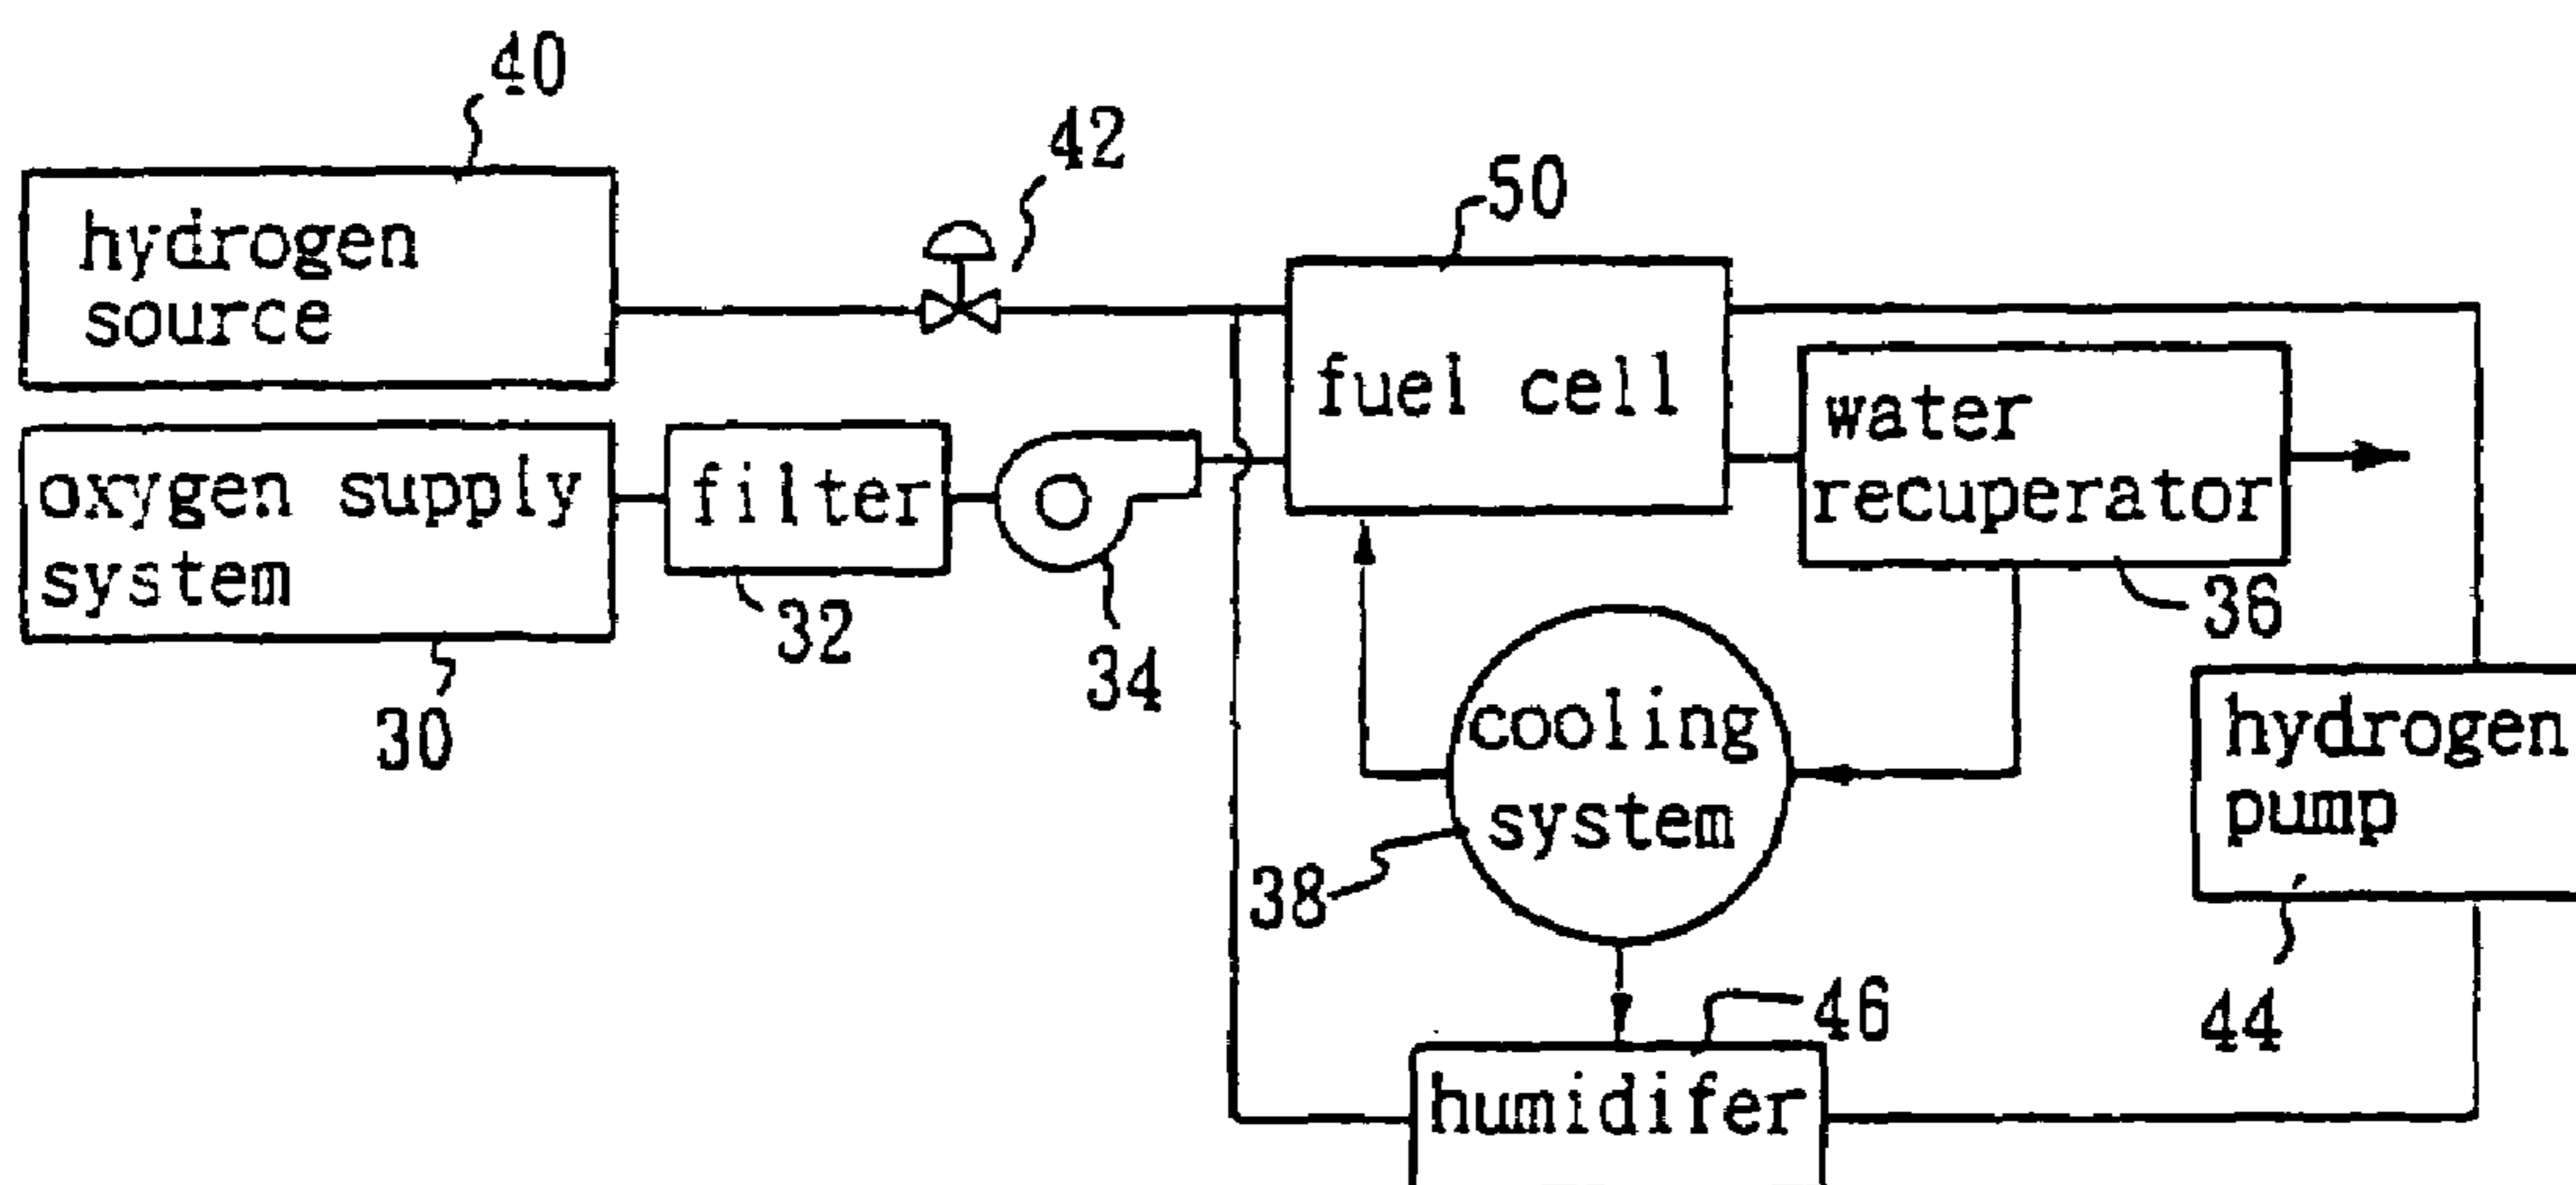 40
hydrogen
source
42
50
fuel cell
water
recuperator
36
oxygen supply
system
30
filter
32
34
cooling
system
38
hydrogen
pump
44
46
humidifer